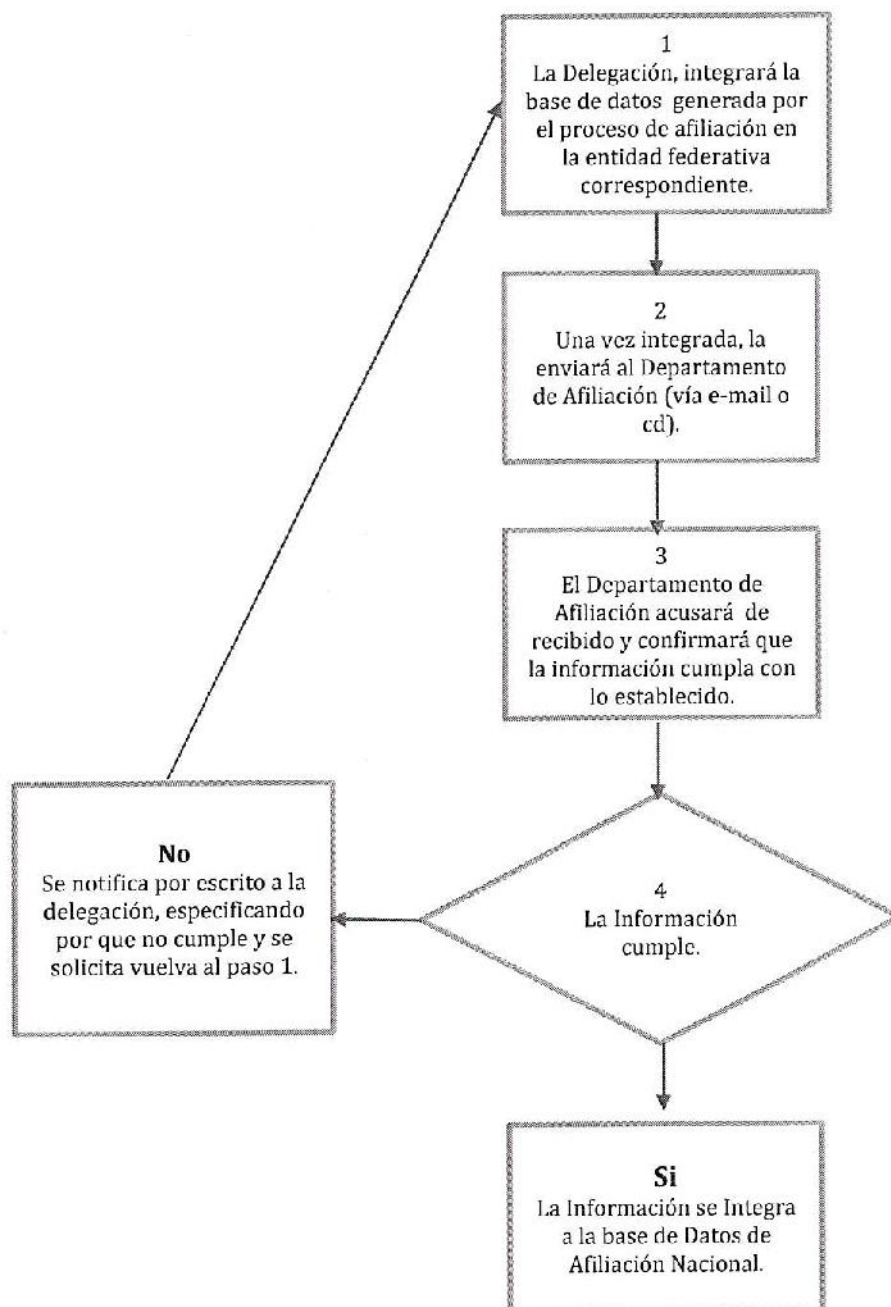 1
La Delegación, integrará la
base de datos generada por
el proceso de afiliación en
la entidad federativa
correspondiente.
2
Una vez integrada, la
enviará al Departamento
de Afiliación (vía e-mail o
cd).
3
El Departamento de
Afiliación acusará de
recibido y confirmará que
la información cumpla con
lo establecido.
No
Se notifica por escrito a la
delegación, especificando
por que no cumple y se
solicita vuelva al paso 1.
4
La Información
cumple.
Si
La Información se Integra
a la base de Datos de
Afiliación Nacional.